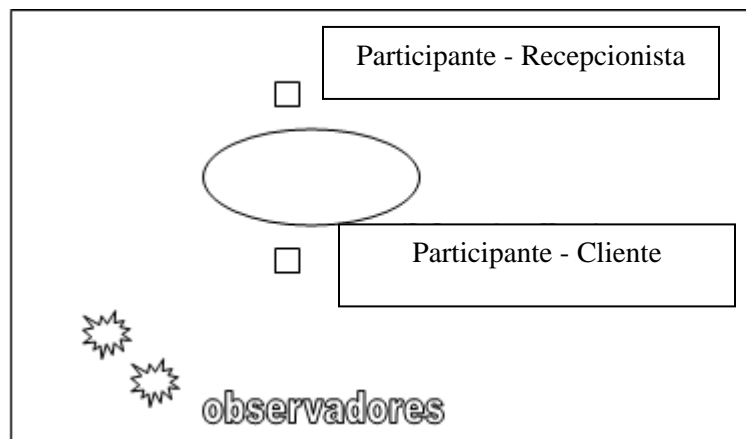 Participante - Recepcionista
Participante - Cliente
observadores